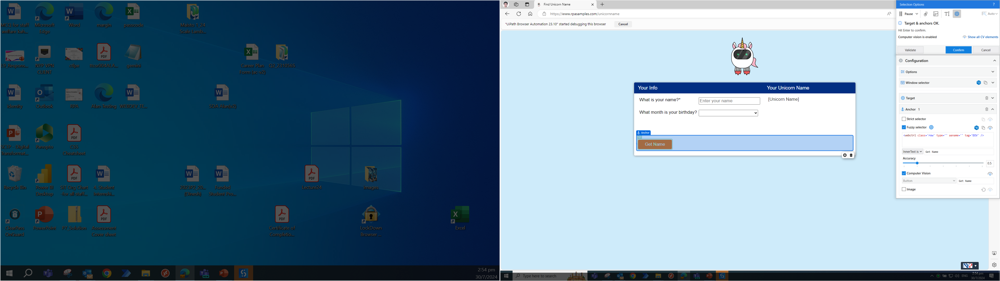 MCQ for staff
welfare kah...
Microsoft
Edge
Word
margin
passcode
Maisto 1_24
Scale Lamb...
L9_Respons...
NYP VPN
CLIENT
ctlpe
ttcsr004ALA...
gemini
Career Plan
Form (ac-v2)
Q2_231056S
idemity
Outlook
RPA
Alan-Testing
WEBDEV_TE...
SDA Alan(v2)
SCTP - Digital
Transformat...
Panopto
CSS
Cheatsheet
Recycle Bin
Power BI
Desktop
SIT Org Chart
-for all staff...
4. Student
Internshi...
2023P2_20...
(Dinesh)
Funded
Student Pro...
Lecture24
images
ClearPass
OnGuard
PowerPoint
P7_Solution
Assessment
Cover sheet
Certificate of
Completio...
LockDown
Browser ...
Excel
2:54 pm
30/7/2024
Find Unicorn Name
https://www.rpasamples.com/unicornname
"UiPath Browser Automation 23.10" started debugging this browser
Cancel
Your Info
Your Unicorn Name
What is your name?*
Enter your name
[Unicorn Name]
What month is your birthday?
Anchor
Get Name
Selection Options
?
Pause
TI
Auto
Target & anchors OK.
Hit Enter to confirm.
Computer vision is enabled
Show all CV elements
Validate
Confirm
Cancel
Configuration
Options
Window selector
Target
Anchor 1
Strict selector
Fuzzy selector
<webctrl class='row' type='' aaname='' tag='DIV' />
InnerText is
Get Name
Accuracy
0.5
Computer Vision
Button
Get Name
Image
NYP
Type here to search
ENG
2:54 pm
30/7/2024